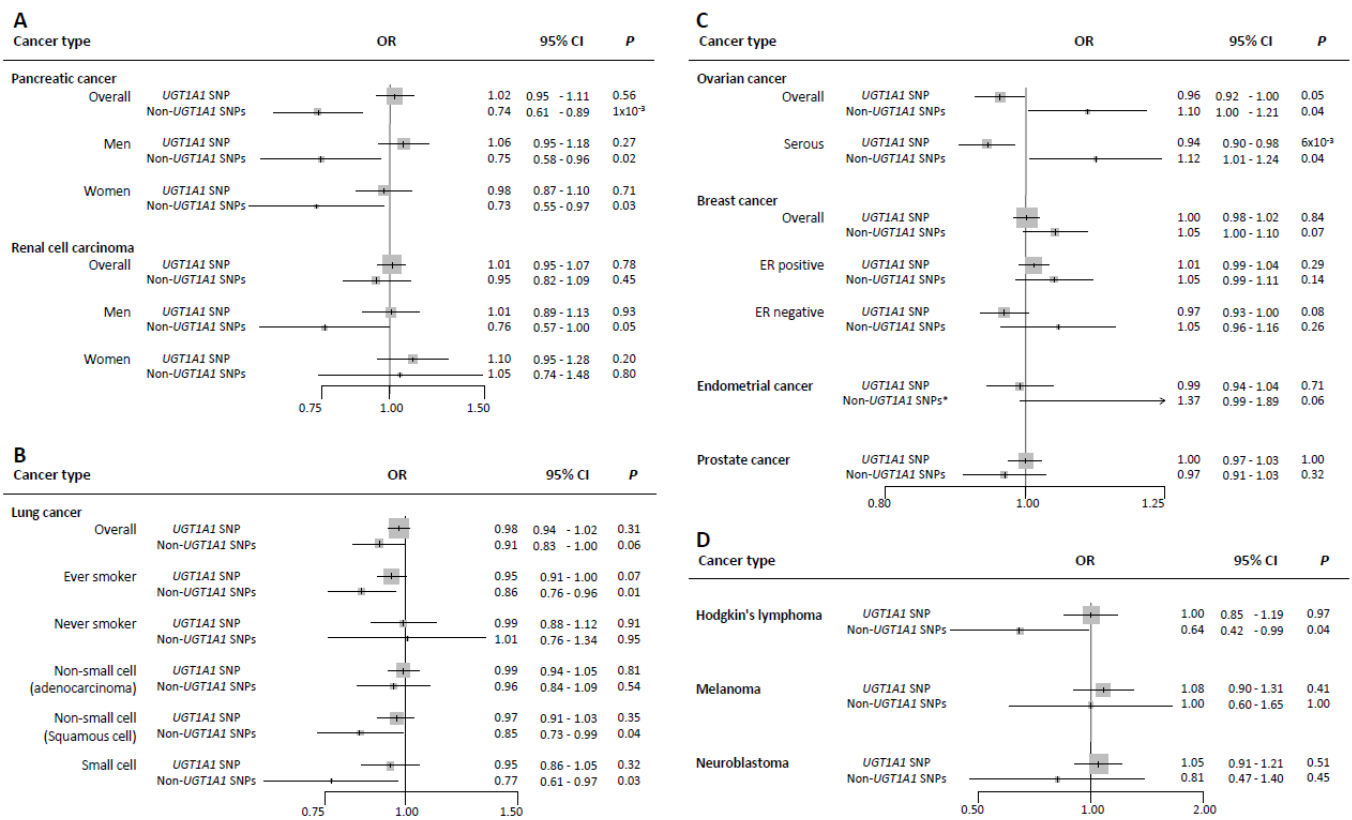 A
Cancer type OR 95% CI P
Pancreatic cancer
Overall UGT1A1 SNP 1.02 0.95 - 1.11 0.56
Non-UGT1A1 SNPs 0.74 0.61 - 0.89 1x10⁻³
Men UGT1A1 SNP 1.06 0.95 - 1.18 0.27
Non-UGT1A1 SNPs 0.75 0.58 - 0.96 0.02
Women UGT1A1 SNP 0.98 0.87 - 1.10 0.71
Non-UGT1A1 SNPs 0.73 0.55 - 0.97 0.03
Renal cell carcinoma
Overall UGT1A1 SNP 1.01 0.95 - 1.07 0.78
Non-UGT1A1 SNPs 0.95 0.82 - 1.09 0.45
Men UGT1A1 SNP 1.01 0.89 - 1.13 0.93
Non-UGT1A1 SNPs 0.76 0.57 - 1.00 0.05
Women UGT1A1 SNP 1.10 0.95 - 1.28 0.20
Non-UGT1A1 SNPs 1.05 0.74 - 1.48 0.80
0.75 1.00 1.50
B
Cancer type OR 95% CI P
Lung cancer
Overall UGT1A1 SNP 0.98 0.94 - 1.02 0.31
Non-UGT1A1 SNPs 0.91 0.83 - 1.00 0.06
Ever smoker UGT1A1 SNP 0.95 0.91 - 1.00 0.07
Non-UGT1A1 SNPs 0.86 0.76 - 0.96 0.01
Never smoker UGT1A1 SNP 0.99 0.88 - 1.12 0.91
Non-UGT1A1 SNPs 1.01 0.76 - 1.34 0.95
Non-small cell UGT1A1 SNP 0.99 0.94 - 1.05 0.81
(adenocarcinoma) Non-UGT1A1 SNPs 0.96 0.84 - 1.09 0.54
Non-small cell UGT1A1 SNP 0.97 0.91 - 1.03 0.35
(Squamous cell) Non-UGT1A1 SNPs 0.85 0.73 - 0.99 0.04
Small cell UGT1A1 SNP 0.95 0.86 - 1.05 0.32
Non-UGT1A1 SNPs 0.77 0.61 - 0.97 0.03
0.75 1.00 1.50
C
Cancer type OR 95% CI P
Ovarian cancer
Overall UGT1A1 SNP 0.96 0.92 - 1.00 0.05
Non-UGT1A1 SNPs 1.10 1.00 - 1.21 0.04
Serous UGT1A1 SNP 0.94 0.90 - 0.98 6x10⁻³
Non-UGT1A1 SNPs 1.12 1.01 - 1.24 0.04
Breast cancer
Overall UGT1A1 SNP 1.00 0.98 - 1.02 0.84
Non-UGT1A1 SNPs 1.05 1.00 - 1.10 0.07
ER positive UGT1A1 SNP 1.01 0.99 - 1.04 0.29
Non-UGT1A1 SNPs 1.05 0.99 - 1.11 0.14
ER negative UGT1A1 SNP 0.97 0.93 - 1.00 0.08
Non-UGT1A1 SNPs 1.05 0.96 - 1.16 0.26
Endometrial cancer UGT1A1 SNP 0.99 0.94 - 1.04 0.71
Non-UGT1A1 SNPs* 1.37 0.99 - 1.89 0.06
Prostate cancer UGT1A1 SNP 1.00 0.97 - 1.03 1.00
Non-UGT1A1 SNPs 0.97 0.91 - 1.03 0.32
0.80 1.00 1.25
D
Cancer type OR 95% CI P
Hodgkin's lymphoma UGT1A1 SNP 1.00 0.85 - 1.19 0.97
Non-UGT1A1 SNPs 0.64 0.42 - 0.99 0.04
Melanoma UGT1A1 SNP 1.08 0.90 - 1.31 0.41
Non-UGT1A1 SNPs 1.00 0.60 - 1.65 1.00
Neuroblastoma UGT1A1 SNP 1.05 0.91 - 1.21 0.51
Non-UGT1A1 SNPs 0.81 0.47 - 1.40 0.45
0.50 1.00 2.00